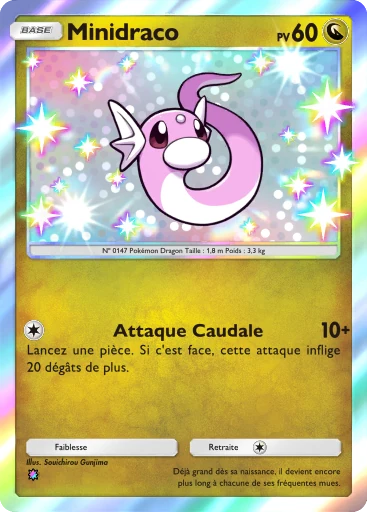 BASE
Minidraco
PV 60
N° 0147 Pokémon Dragon Taille : 1,8 m Poids : 3,3 kg
Attaque Caudale 10+
Lancez une pièce. Si c'est face, cette attaque inflige
20 dégâts de plus.
Faiblesse
Retraite
Illus. Souichirou Gunjima
Déjà grand dès sa naissance, il devient encore
plus long à chacune de ses fréquentes mues.